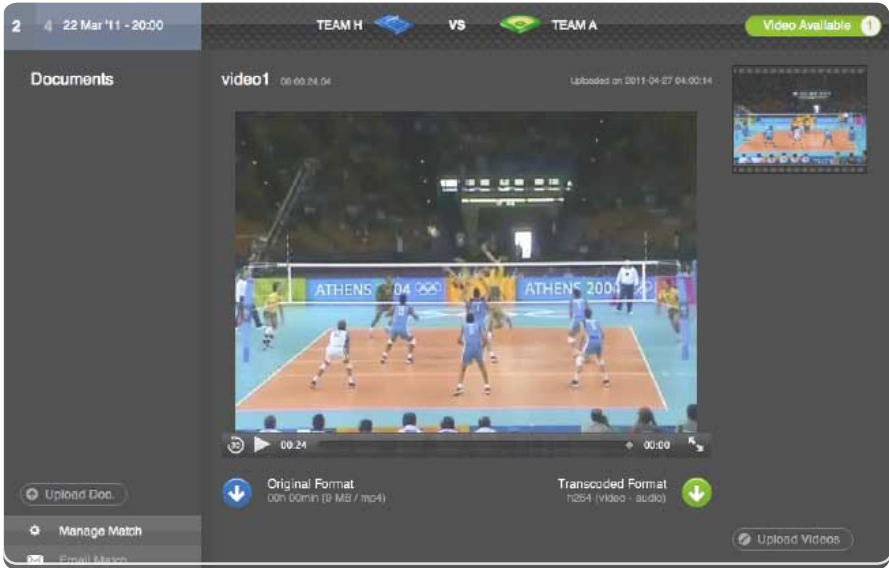 2 4 22 Mar '11 - 20:00 TEAM H VS TEAM A Video Available 1
Documents
video1 00:00:24.04 Uploaded on 2011-04-27 04:00:14
ATHENS 04 ATHENS 2004
30 00:24 00:00
Original Format
00h 00min (9 MB / mp4)
Transcoded Format
h264 (video - audio)
Upload Doc.
Manage Match
Email Match
Upload Videos